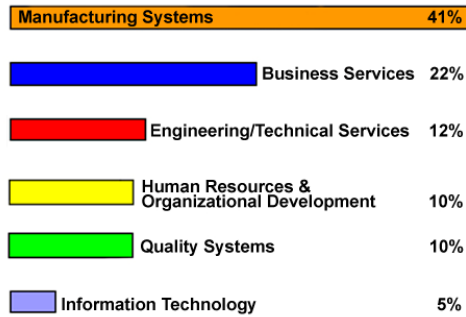 Manufacturing Systems 41%
Business Services 22%
Engineering/Technical Services 12%
Human Resources &
Organizational Development 10%
Quality Systems 10%
Information Technology 5%